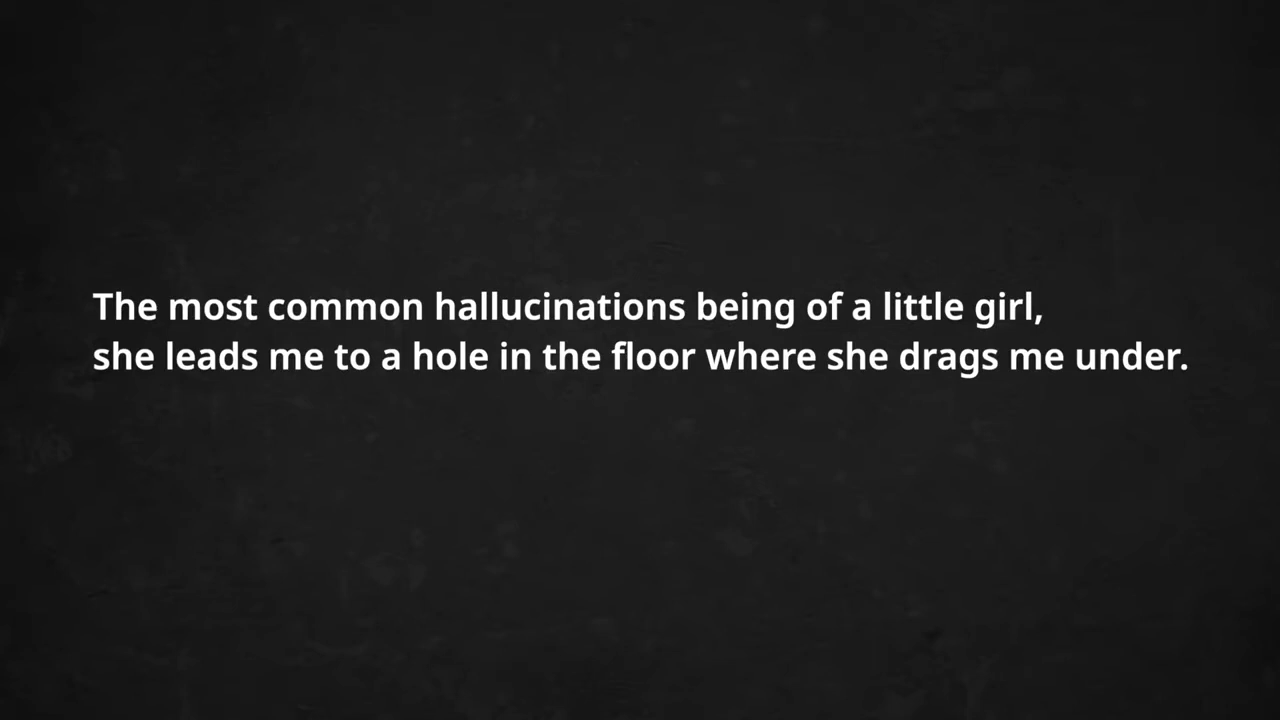 The most common hallucinations being of a little girl,
she leads me to a hole in the floor where she drags me under.